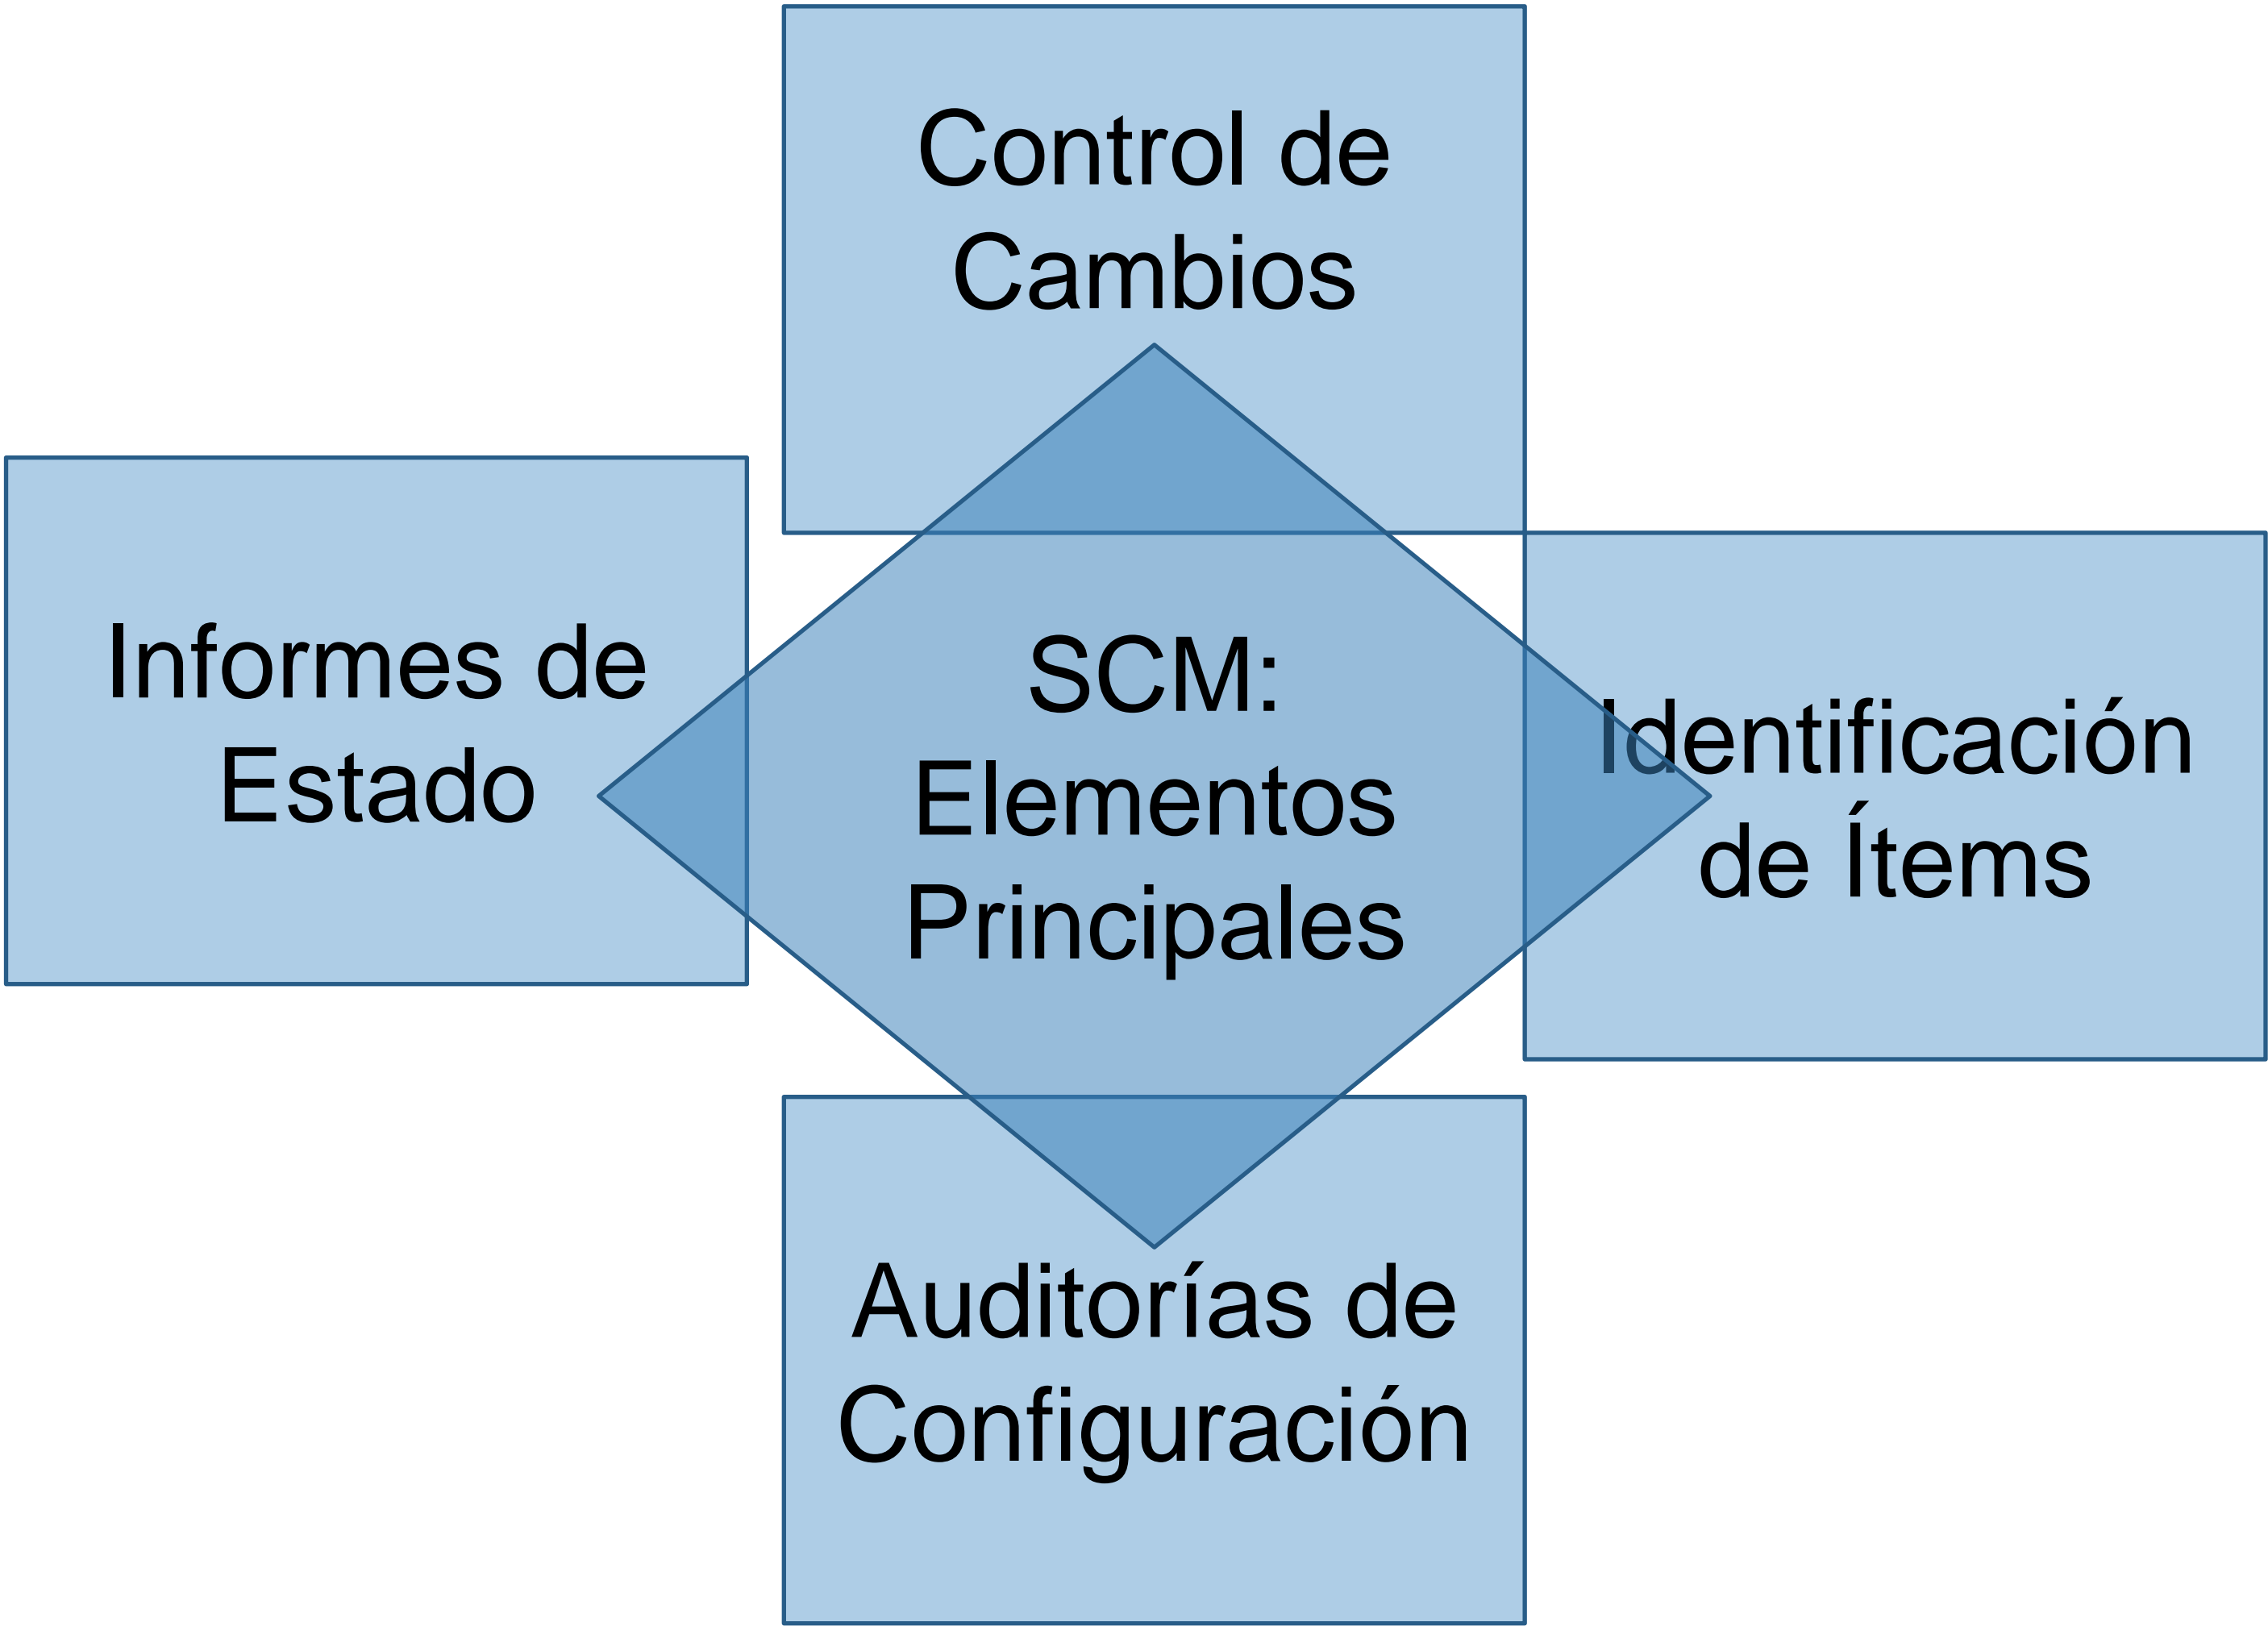 Control de
Cambios
Informes de
Estado
SCM:
Elementos
Principales
Identificación
de Ítems
Auditorías de
Configuración